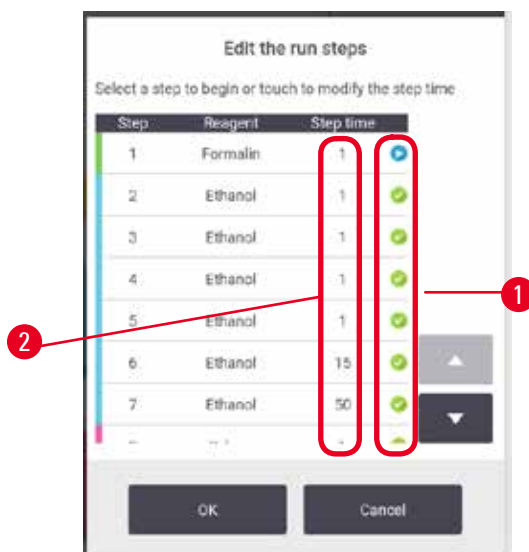 Edit the run steps
Select a step to begin or touch to modify the step time
Step Reagent Step time
1 Formalin 1
2 Ethanol 1
3 Ethanol 1
4 Ethanol 1
5 Ethanol 1
6 Ethanol 15
7 Ethanol 50
1
2
OK Cancel